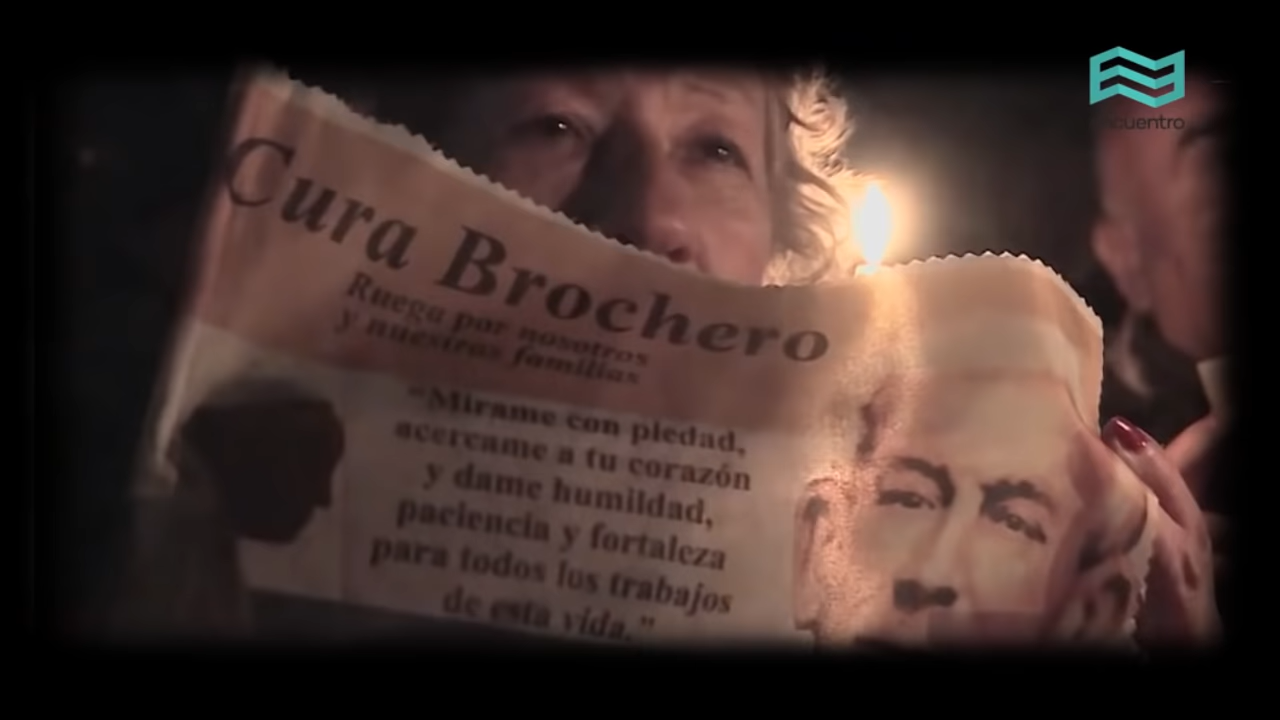 Cura Brochero
Ruega por nosotros
y nuestras familias
"Mirame con piedad,
acercame a tu corazón
y dame humildad,
paciencia y fortaleza
para todos los trabajos
de esta vida."
encuentro